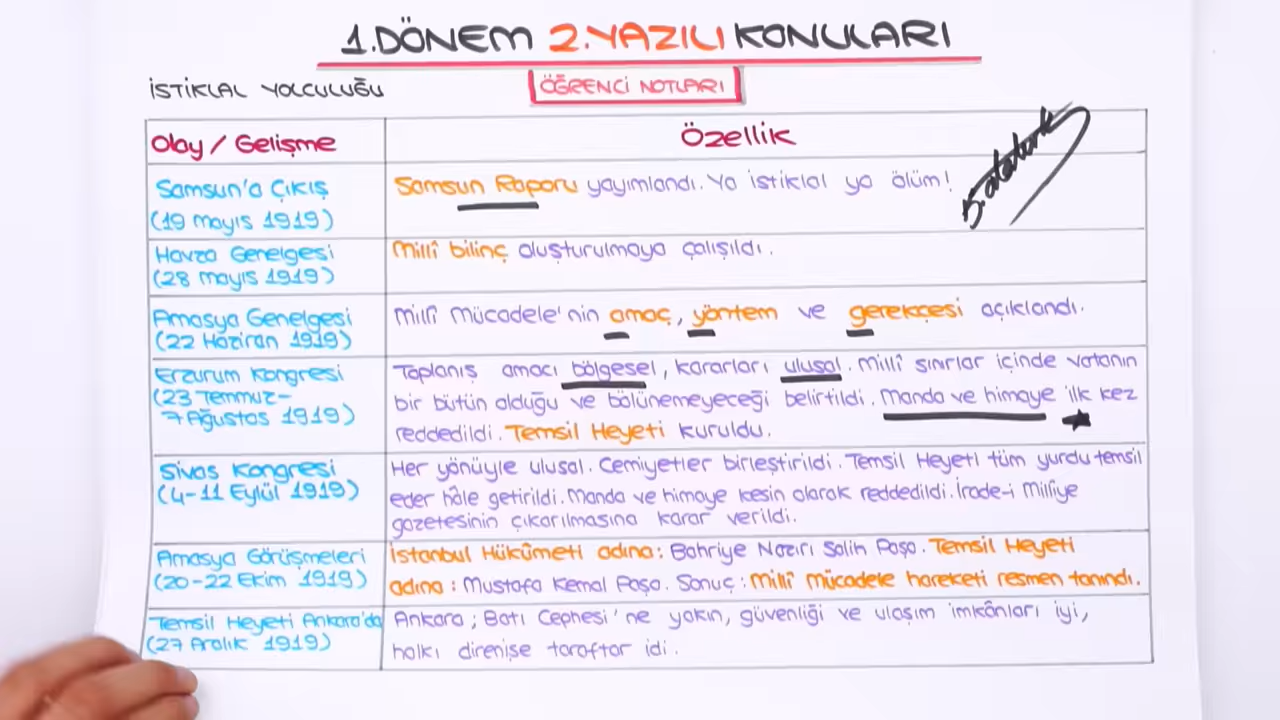 1.DÖNEM 2.YAZILI KONULARI
İSTİKLAL YOLCULUĞU
ÖĞRENCİ NOTLARI
Olay / Gelişme
Özellik
K.Atatürk
Samsun'a Çıkış
(19 Mayıs 1919)
Samsun Raporu yayımlandı. Ya istiklal ya ölüm!
Havza Genelgesi
(28 Mayıs 1919)
Millî bilinç oluşturulmaya çalışıldı.
Amasya Genelgesi
(22 Haziran 1919)
Millî Mücadele'nin amaç, yöntem ve gerekçesi açıklandı.
Erzurum Kongresi
(23 Temmuz-
7 Ağustos 1919)
Toplanış amacı bölgesel, kararları ulusal. Millî sınırlar içinde vatanın
bir bütün olduğu ve bölünemeyeceği belirtildi. Manda ve himaye ilk kez
reddedildi. Temsil Heyeti kuruldu.
Sivas Kongresi
(4-11 Eylül 1919)
Her yönüyle ulusal. Cemiyetler birleştirildi. Temsil Heyeti tüm yurdu temsil
eder hâle getirildi. Manda ve himaye kesin olarak reddedildi. İrade-i Milliye
gazetesinin çıkarılmasına karar verildi.
Amasya Görüşmeleri
(20-22 Ekim 1919)
İstanbul Hükûmeti adına: Bahriye Nazırı Salih Paşa. Temsil Heyeti
adına: Mustafa Kemal Paşa. Sonuç: Millî mücadele hareketi resmen tanındı.
Temsil Heyeti Ankara'da
(27 Aralık 1919)
Ankara; Batı Cephesi'ne yakın, güvenliği ve ulaşım imkânları iyi,
halkı direnişe taraftar idi.